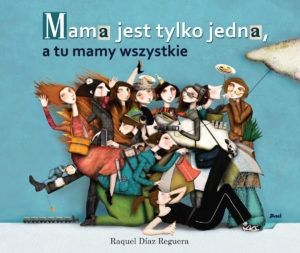 Mama jest tylko jedna,
a tu mamy wszystkie
Raquel Díaz Reguera